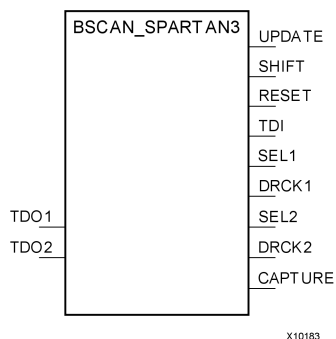 BSCAN_SPARTAN3
UPDATE
SHIFT
RESET
TDI
SEL1
DRCK1
TDO1
SEL2
TDO2
DRCK2
CAPTURE
X10183